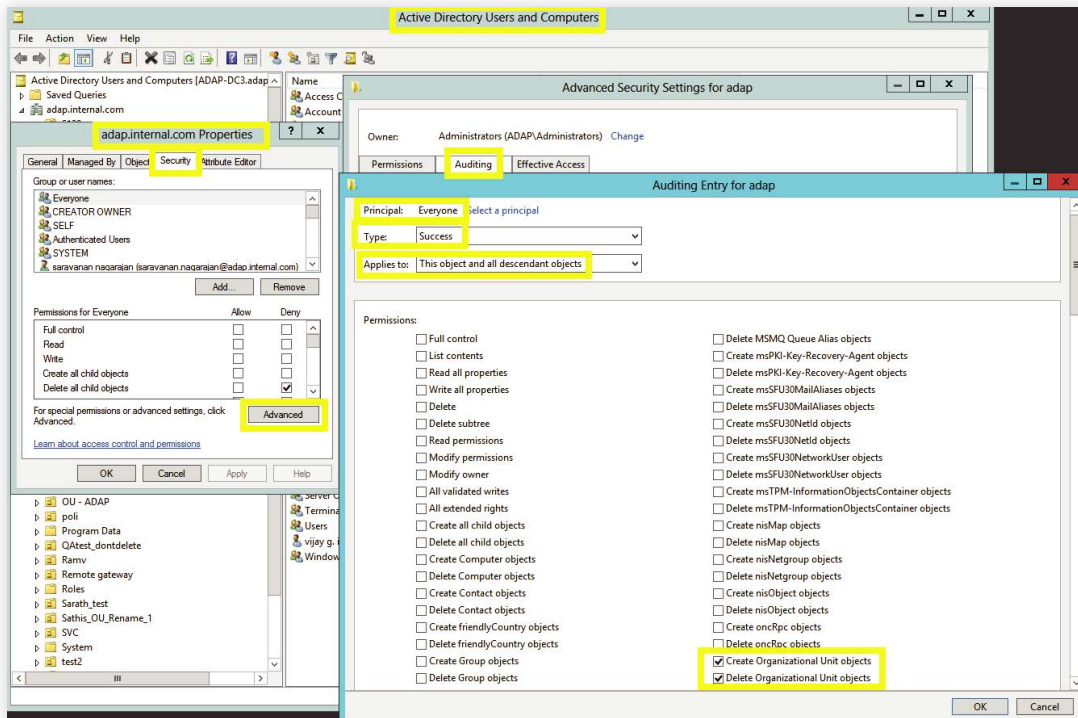 Active Directory Users and Computers
File Action View Help
Active Directory Users and Computers [ADAP-DC3.adap
Saved Queries
adap.internal.com
Name
Access C
Account
adap.internal.com Properties
? x
General Managed By Object Security Attribute Editor
Group or user names:
Everyone
CREATOR OWNER
SELF
Authenticated Users
SYSTEM
saravanan nagarajan (saravanan.nagarajan@adap.internal.com)
Add... Remove
Permissions for Everyone Allow Deny
Full control
Read
Write
Create all child objects
Delete all child objects
For special permissions or advanced settings, click
Advanced.
Advanced
Learn about access control and permissions
OK Cancel Apply Help
OU - ADAP
poli
Program Data
QAtest_dontdelete
Ramv
Remote gateway
Roles
Sarath_test
Sathis_OU_Rename_1
SVC
System
test2
Server O
Termina
Users
vijay g. i
Window
Advanced Security Settings for adap
Owner: Administrators (ADAP\Administrators) Change
Permissions Auditing Effective Access
Auditing Entry for adap
Principal: Everyone Select a principal
Type: Success
Applies to: This object and all descendant objects
Permissions:
Full control
List contents
Read all properties
Write all properties
Delete
Delete subtree
Read permissions
Modify permissions
Modify owner
All validated writes
All extended rights
Create all child objects
Delete all child objects
Create Computer objects
Delete Computer objects
Create Contact objects
Delete Contact objects
Create friendlyCountry objects
Delete friendlyCountry objects
Create Group objects
Delete Group objects
Delete MSMQ Queue Alias objects
Create msPKI-Key-Recovery-Agent objects
Delete msPKI-Key-Recovery-Agent objects
Create msSFU30MailAliases objects
Delete msSFU30MailAliases objects
Create msSFU30NetId objects
Delete msSFU30NetId objects
Create msSFU30NetworkUser objects
Delete msSFU30NetworkUser objects
Create msTPM-InformationObjectsContainer objects
Delete msTPM-InformationObjectsContainer objects
Create nisMap objects
Delete nisMap objects
Create nisNetgroup objects
Delete nisNetgroup objects
Create nisObject objects
Delete nisObject objects
Create oncRpc objects
Delete oncRpc objects
Create Organizational Unit objects
Delete Organizational Unit objects
OK Cancel